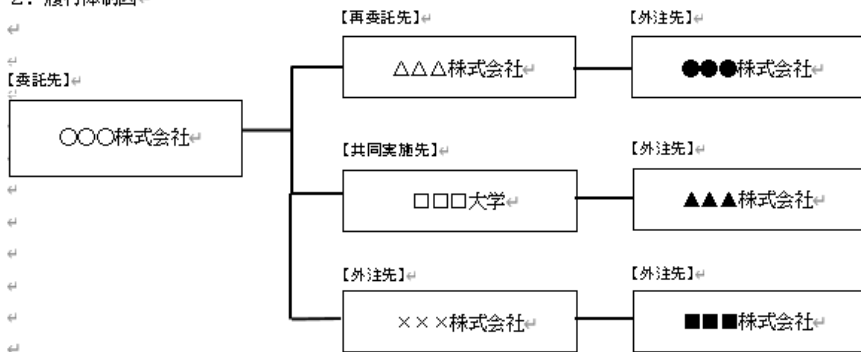 ２．履行体制図
【再委託先】
【外注先】
△△△株式会社
●●●株式会社
【委託先】
○○○株式会社
【共同実施先】
【外注先】
□□□大学
▲▲▲株式会社
【外注先】
【外注先】
×××株式会社
■■■株式会社